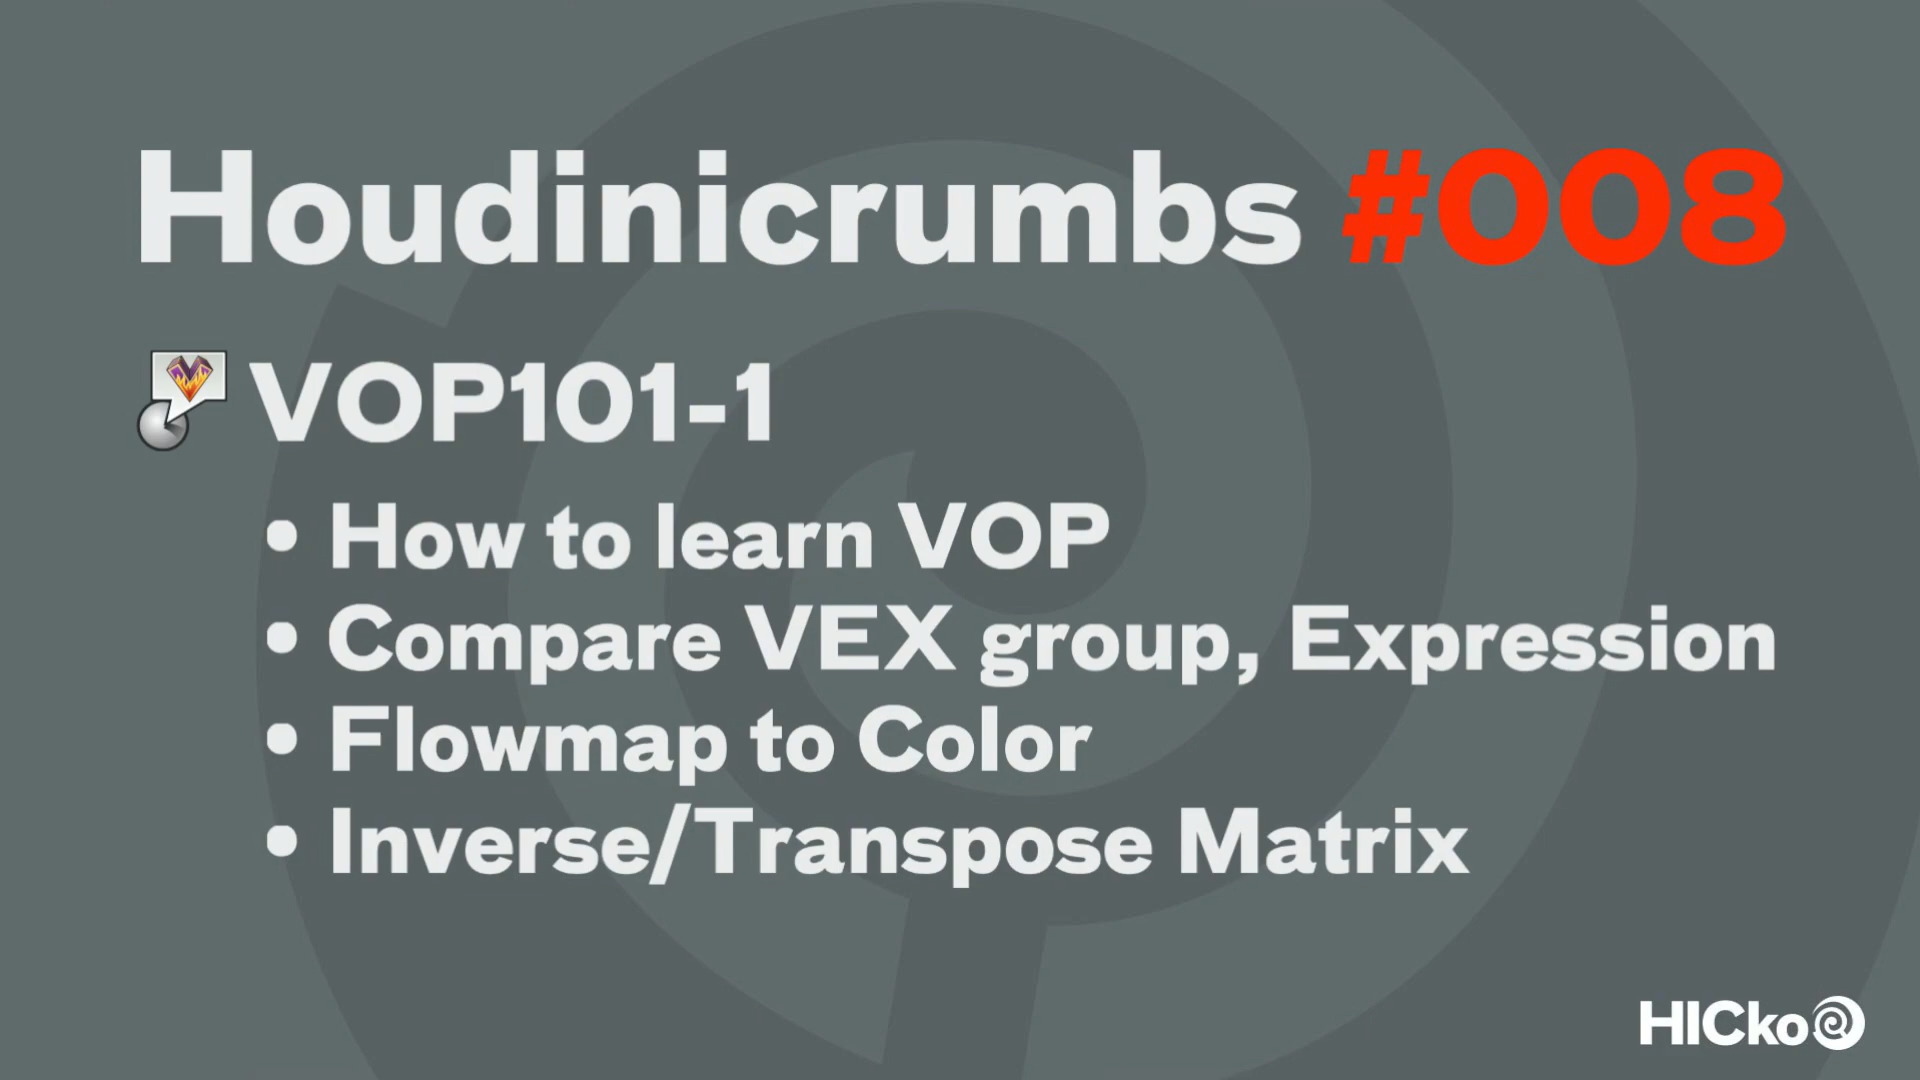 Houdinicrumbs #008
VOP101-1
• How to learn VOP
• Compare VEX group, Expression
• Flowmap to Color
• Inverse/Transpose Matrix
HICko